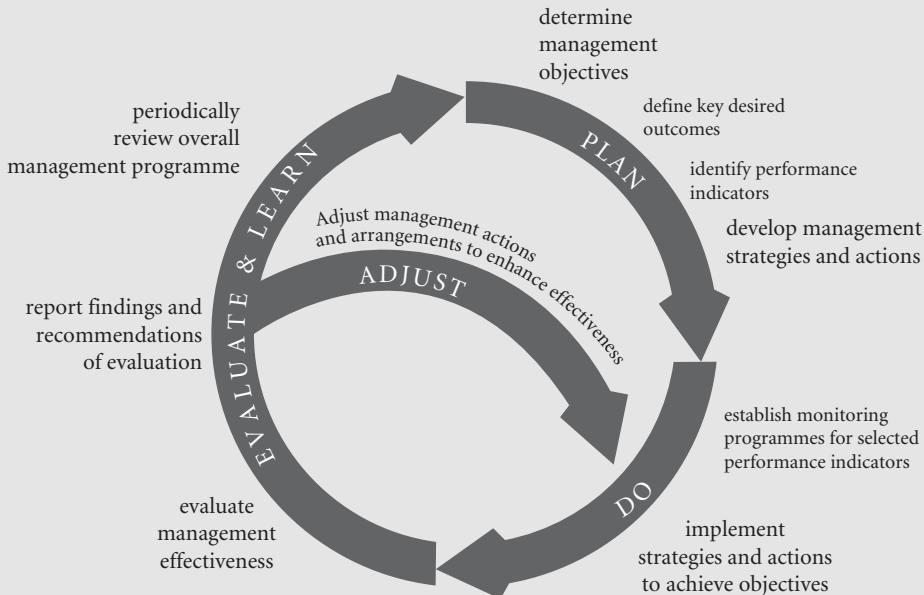 determine
management
objectives
define key desired
outcomes
identify performance
indicators
develop management
strategies and actions
PLAN
establish monitoring
programmes for selected
performance indicators
DO
implement
strategies and actions
to achieve objectives
evaluate
management
effectiveness
report findings and
recommendations
of evaluation
periodically
review overall
management programme
EVALUATE & LEARN
Adjust management actions
and arrangements to enhance effectiveness
ADJUST